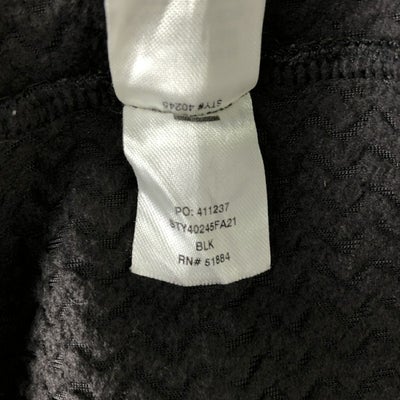 STY# 40245
PO: 411237
STY40245FA21
BLK
RN# 51884